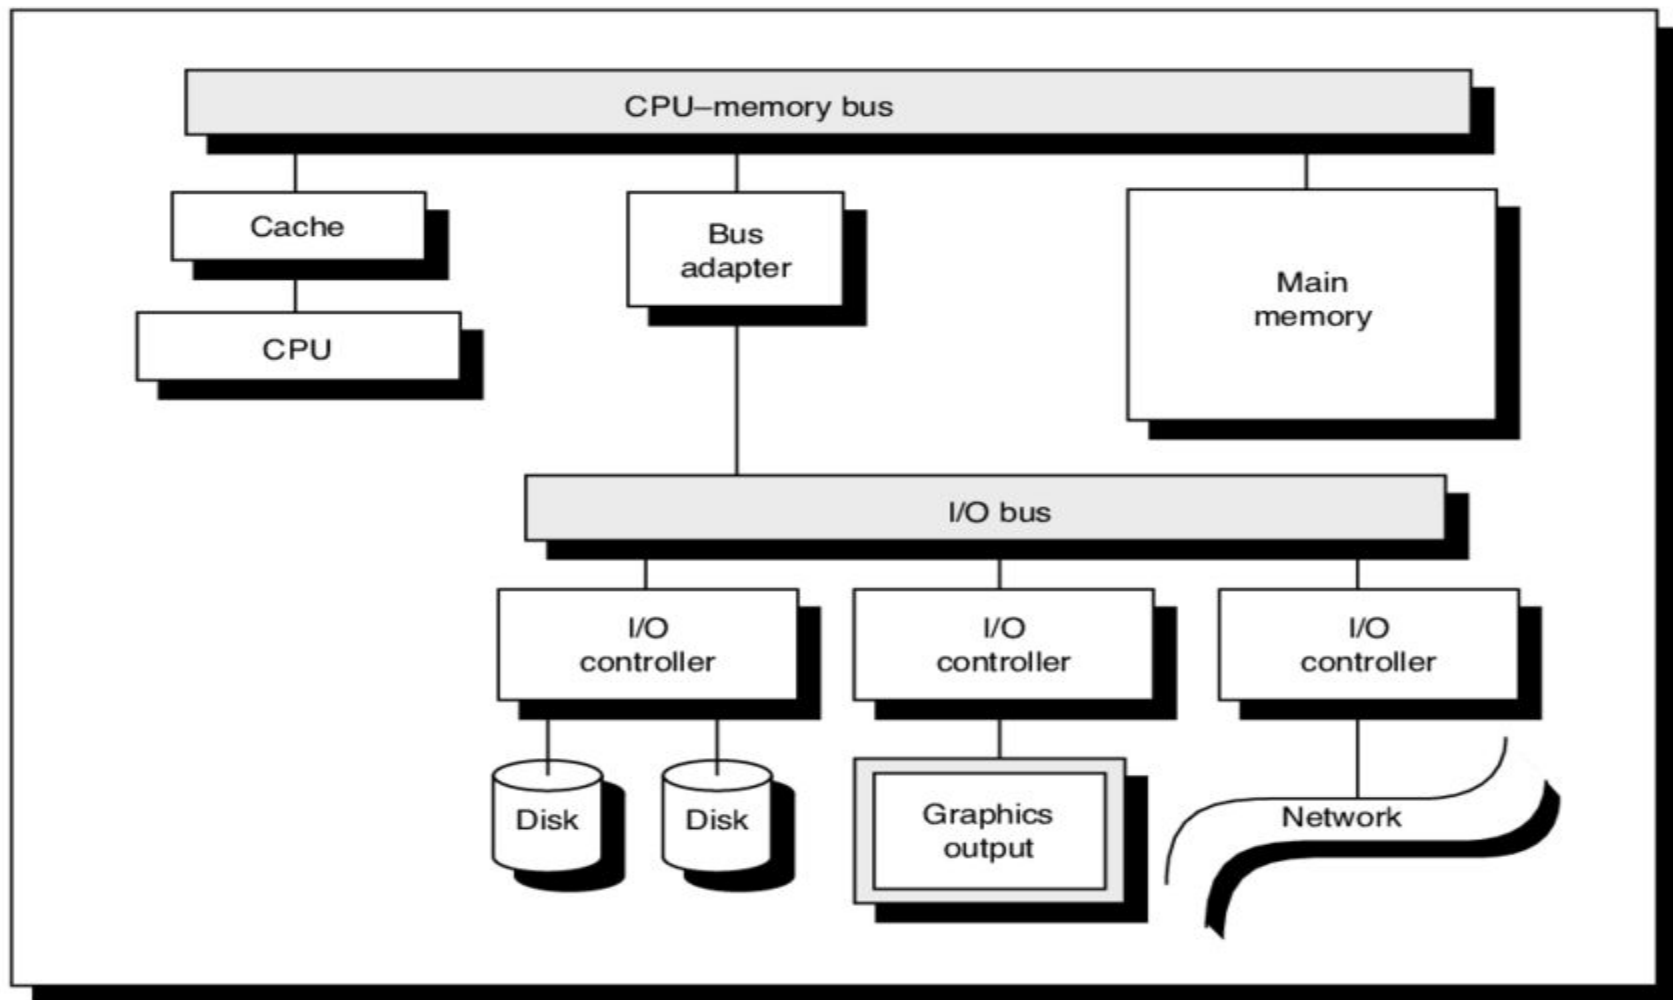 CPU–memory bus
Cache
Bus
adapter
Main
memory
CPU
I/O bus
I/O
controller
I/O
controller
I/O
controller
Disk
Disk
Graphics
output
Network